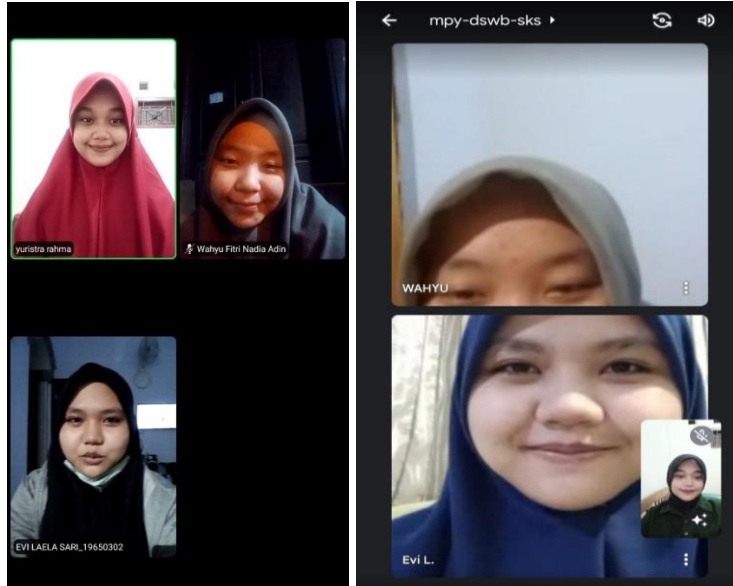 yuristra rahma
Wahyu Fitri Nadia Adin
EVI LAELA SARI_19650302
mpy-dswb-sks
WAHYU
Evi L.